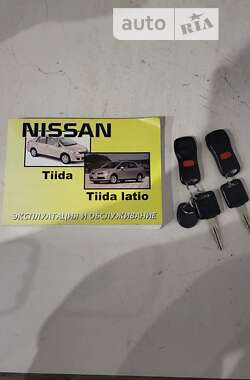 auto RIA
NISSAN
Tiida
Tiida latio
ЭКСПЛУАТАЦИЯ И ОБСЛУЖИВАНИЕ